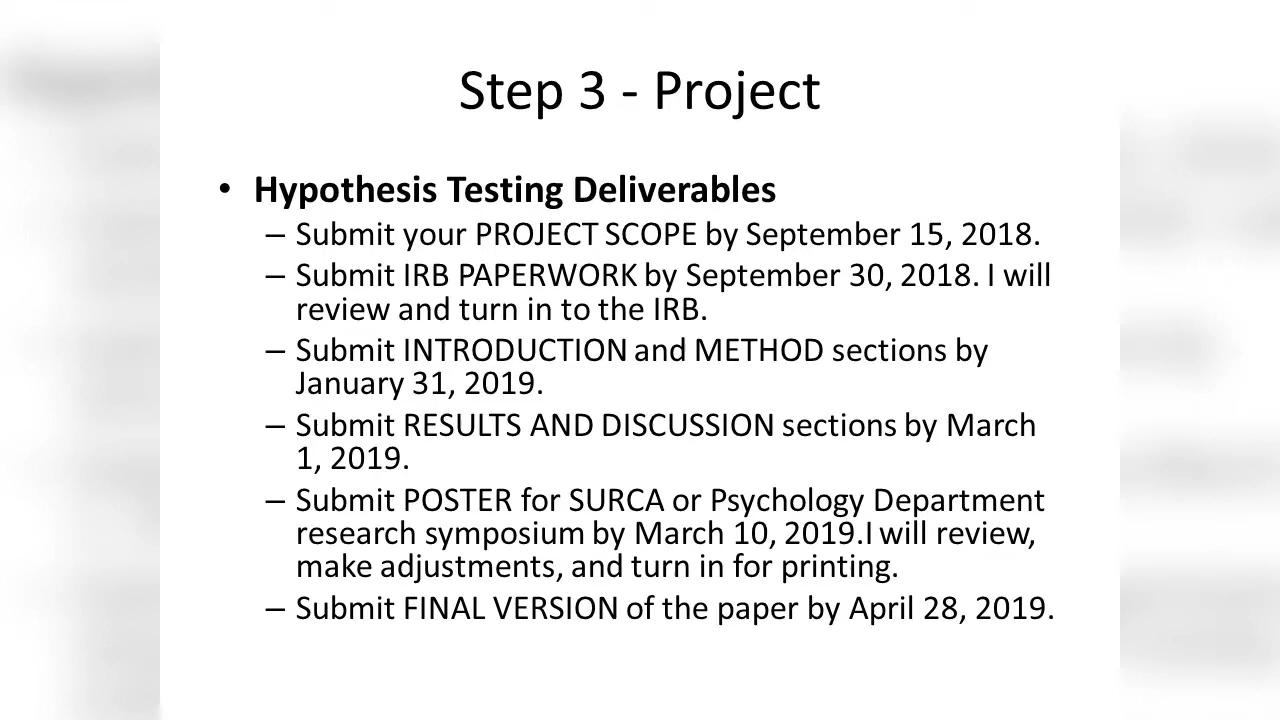 Step 3 - Project
• Hypothesis Testing Deliverables
– Submit your PROJECT SCOPE by September 15, 2018.
– Submit IRB PAPERWORK by September 30, 2018. I will
review and turn in to the IRB.
– Submit INTRODUCTION and METHOD sections by
January 31, 2019.
– Submit RESULTS AND DISCUSSION sections by March
1, 2019.
– Submit POSTER for SURCA or Psychology Department
research symposium by March 10, 2019.I will review,
make adjustments, and turn in for printing.
– Submit FINAL VERSION of the paper by April 28, 2019.